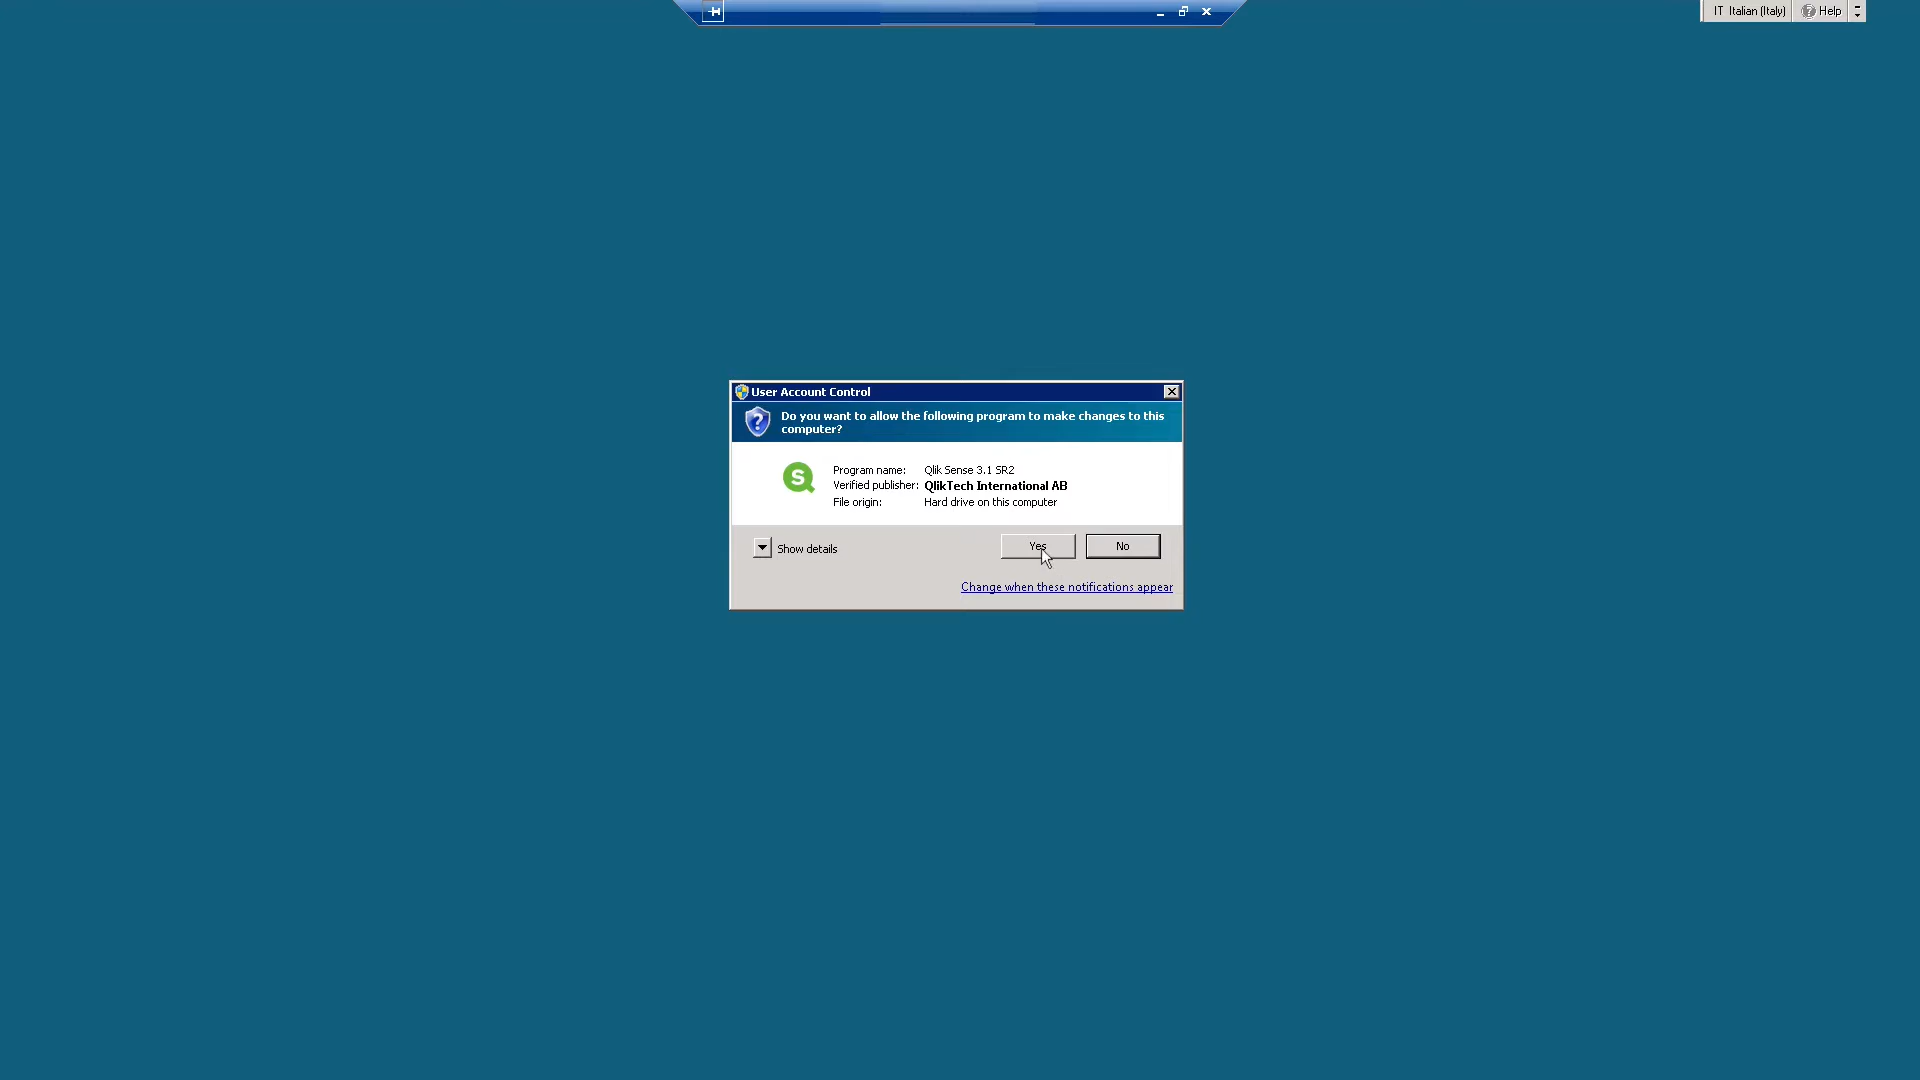 IT Italian (Italy) Help
User Account Control
Do you want to allow the following program to make changes to this
computer?
S
Program name: Qlik Sense 3.1 SR2
Verified publisher: QlikTech International AB
File origin: Hard drive on this computer
Show details
Yes
No
Change when these notifications appear